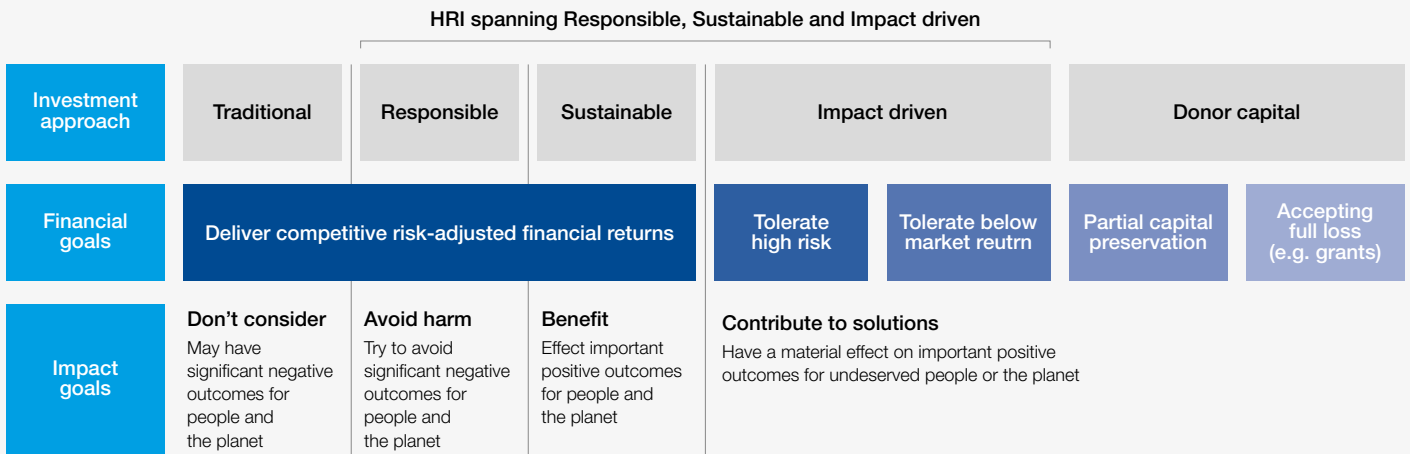 HRI spanning Responsible, Sustainable and Impact driven
Investment
approach
Traditional
Responsible
Sustainable
Impact driven
Donor capital
Financial
goals
Deliver competitive risk-adjusted financial returns
Tolerate
high risk
Tolerate below
market reutrn
Partial capital
preservation
Accepting
full loss
(e.g. grants)
Impact
goals
Don't consider
May have
significant negative
outcomes for
people and
the planet
Avoid harm
Try to avoid
significant negative
outcomes for
people and
the planet
Benefit
Effect important
positive outcomes
for people and
the planet
Contribute to solutions
Have a material effect on important positive
outcomes for undeserved people or the planet